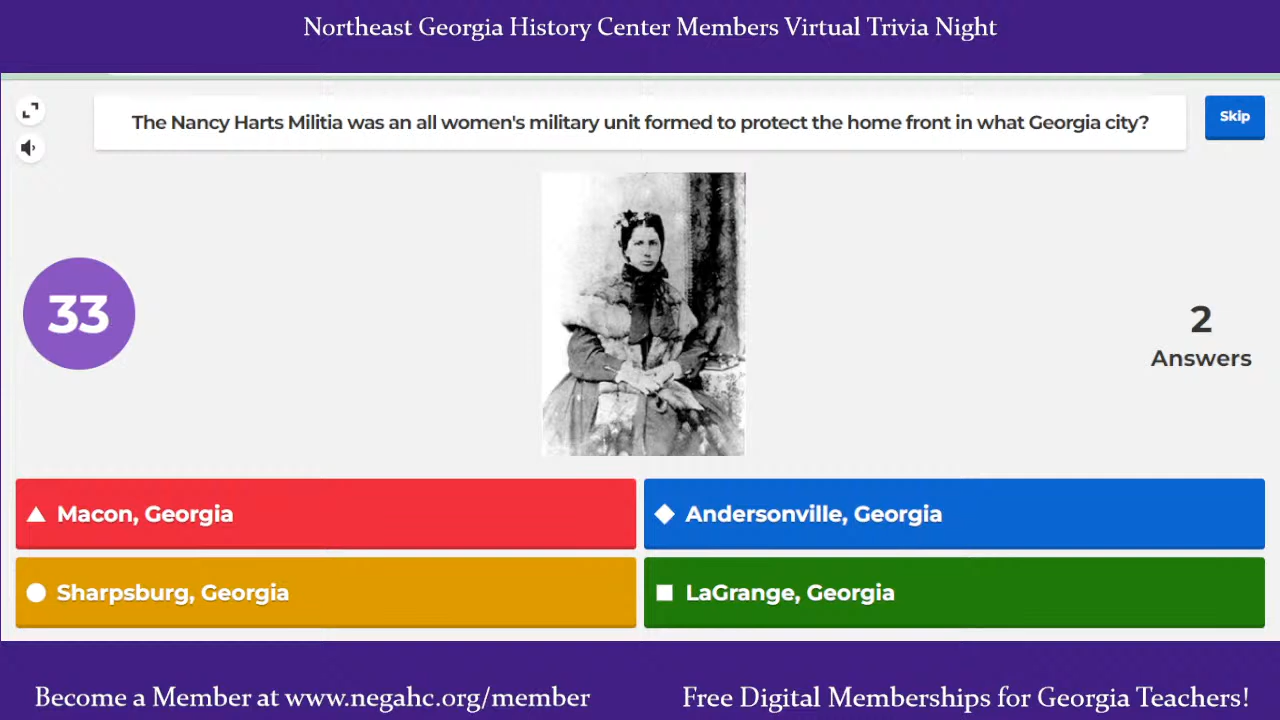 Northeast Georgia History Center Members Virtual Trivia Night
The Nancy Harts Militia was an all women's military unit formed to protect the home front in what Georgia city?
Skip
33
2
Answers
Macon, Georgia
Andersonville, Georgia
Sharpsburg, Georgia
LaGrange, Georgia
Become a Member at www.negahc.org/member
Free Digital Memberships for Georgia Teachers!